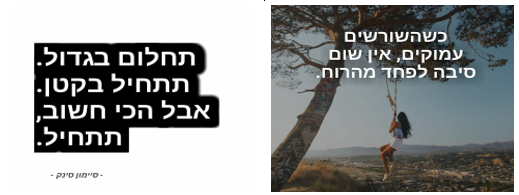 תחלום בגדול.
תתחיל בקטן.
אבל הכי חשוב,
תתחיל.
- סיימון סינק -
כשהשורשים
עמוקים, אין שום
סיבה לפחד מהרוח.